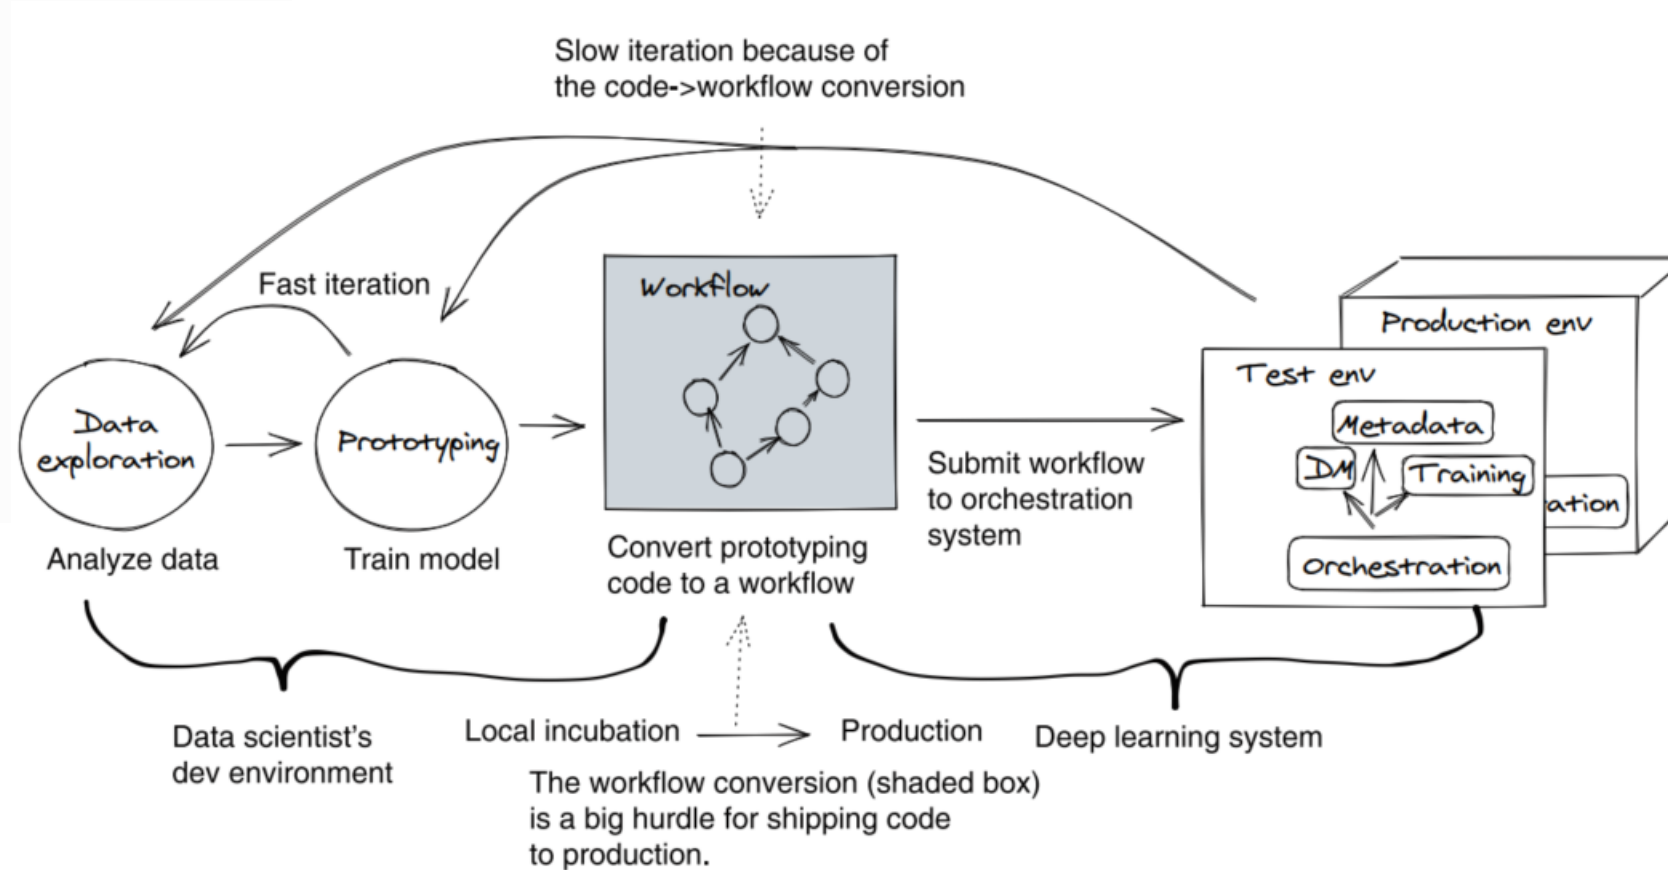 Slow iteration because of
the code->workflow conversion
Fast iteration
Workflow
Production env
Test env
Data
exploration
Prototyping
Metadata
DM
Training
ation
Orchestration
Submit workflow
to orchestration
system
Analyze data
Train model
Convert prototyping
code to a workflow
Data scientist's
dev environment
Local incubation
Production
Deep learning system
The workflow conversion (shaded box)
is a big hurdle for shipping code
to production.